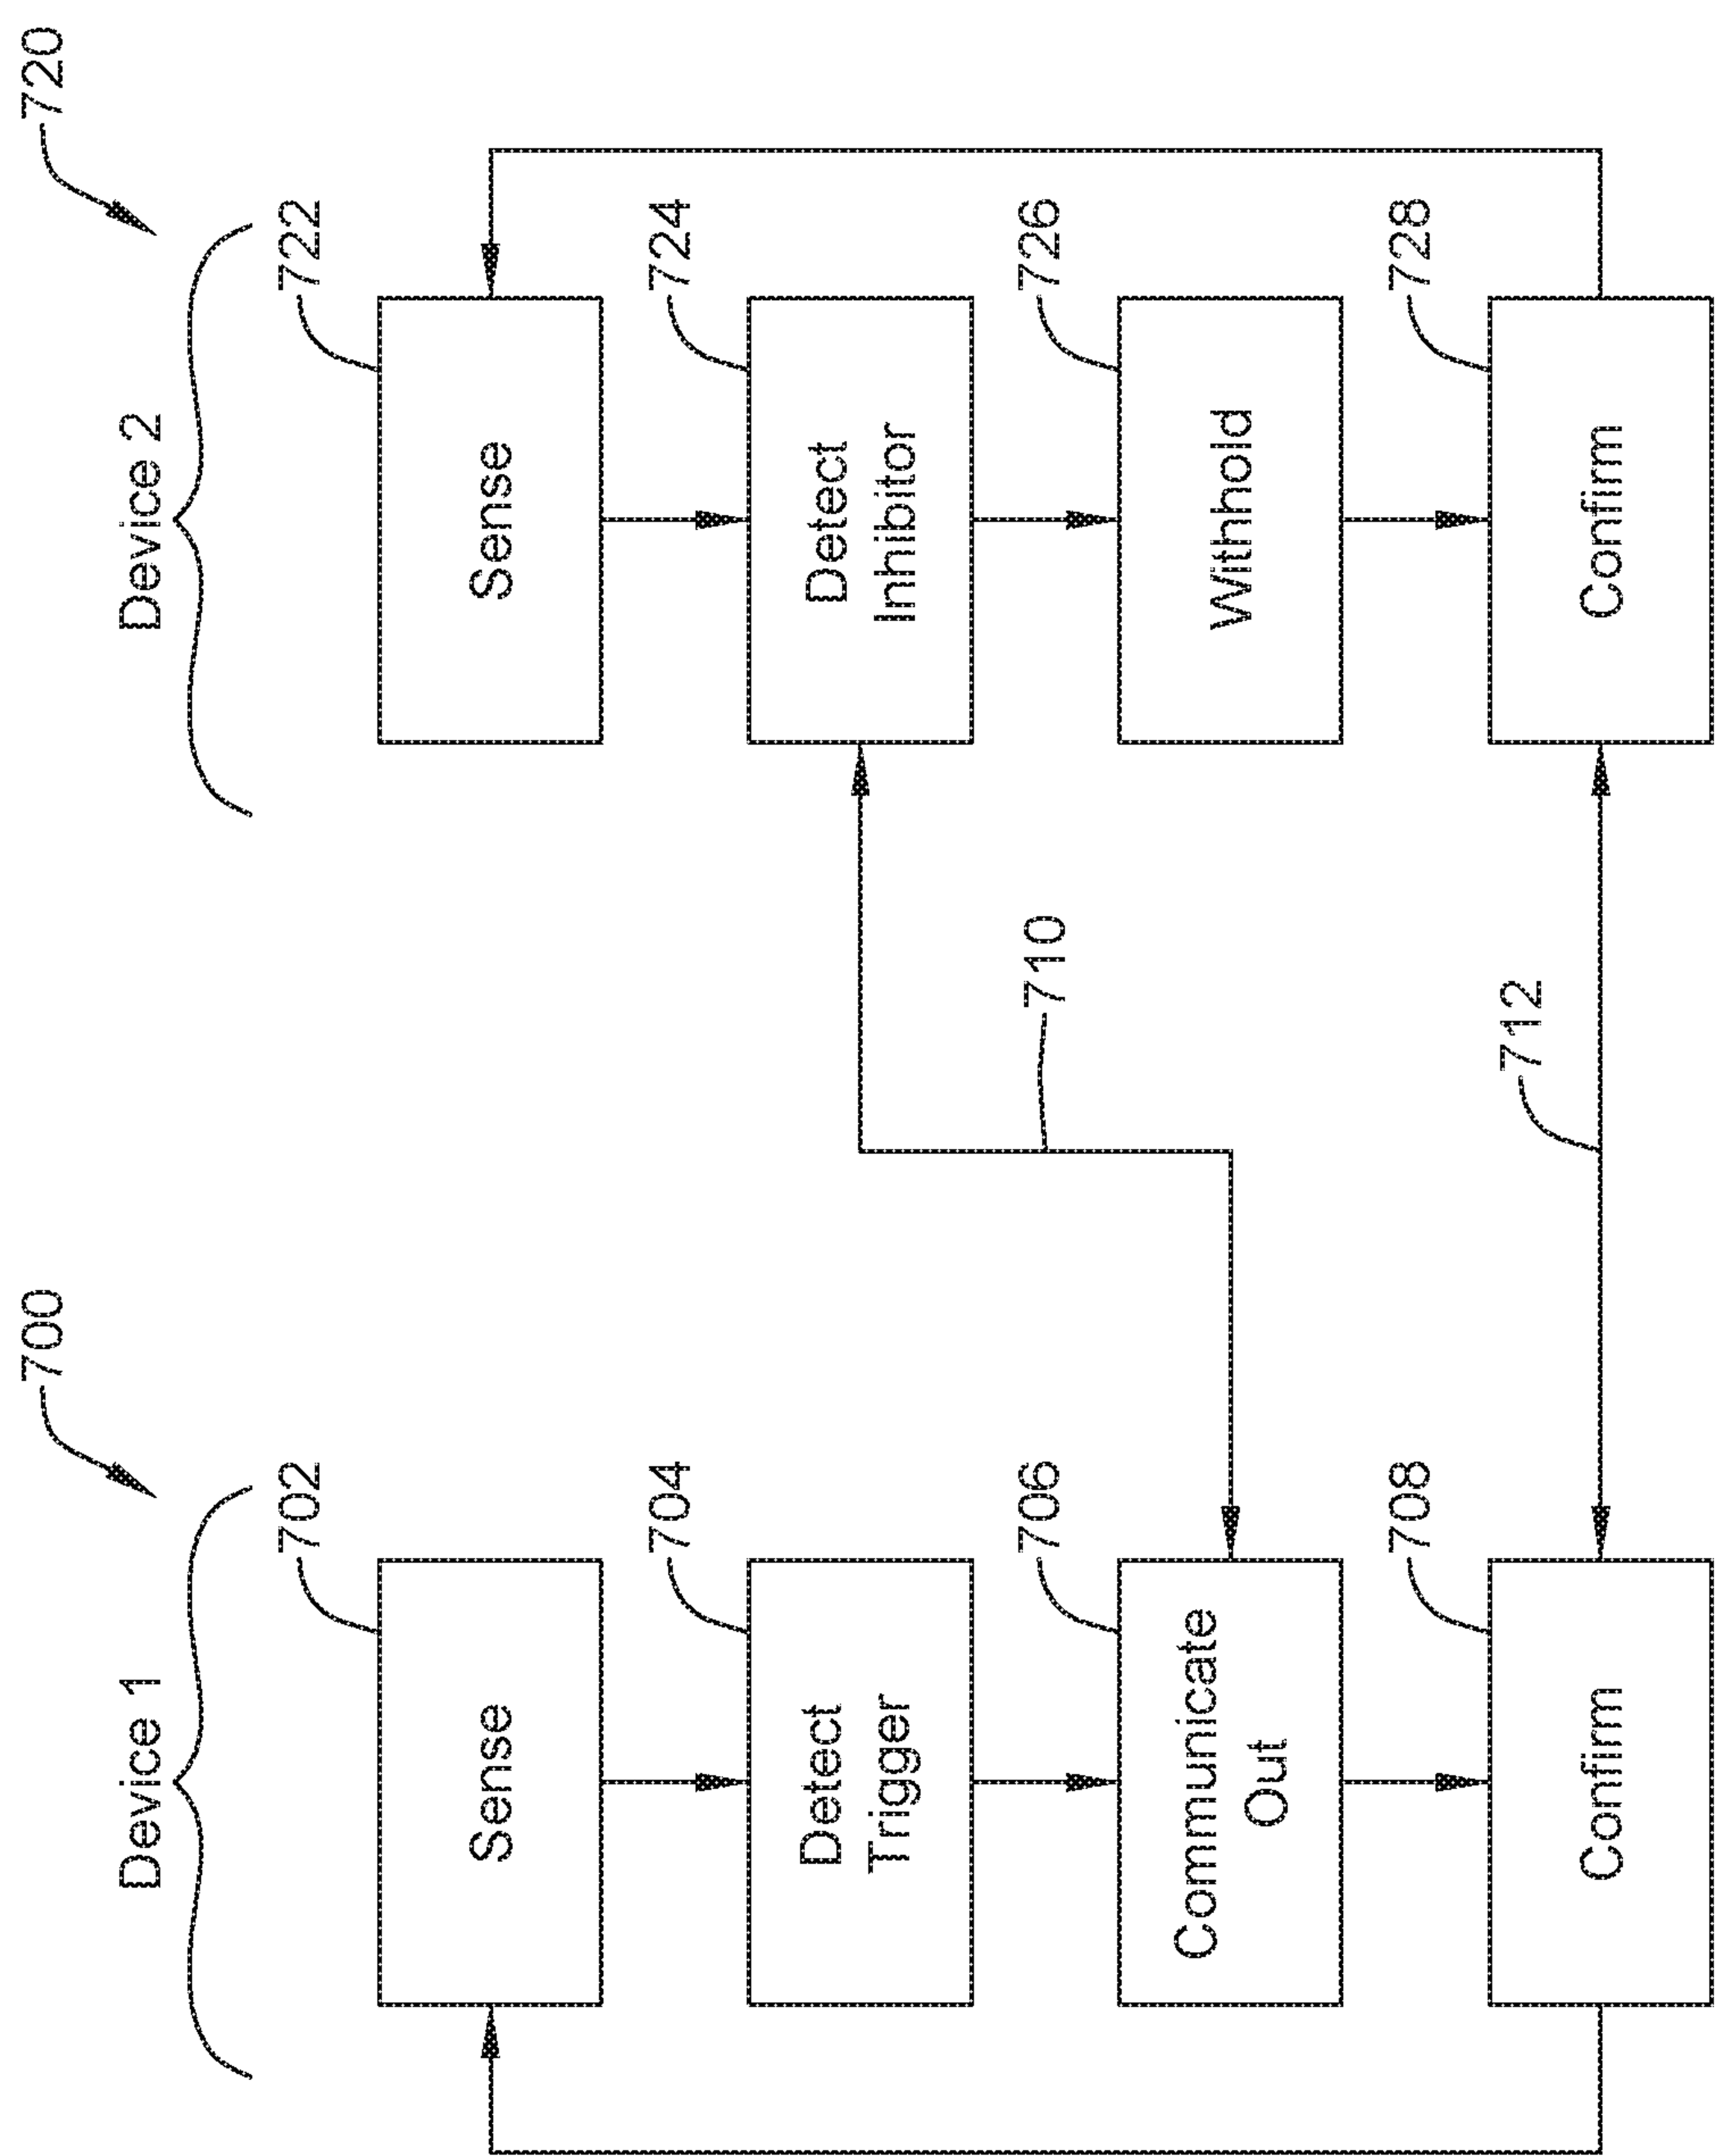 700
Device 1
702
Sense
704
Detect
Trigger
706
Communicate
Out
708
Confirm
710
712
720
Device 2
722
Sense
724
Detect
Inhibitor
726
Withhold
728
Confirm